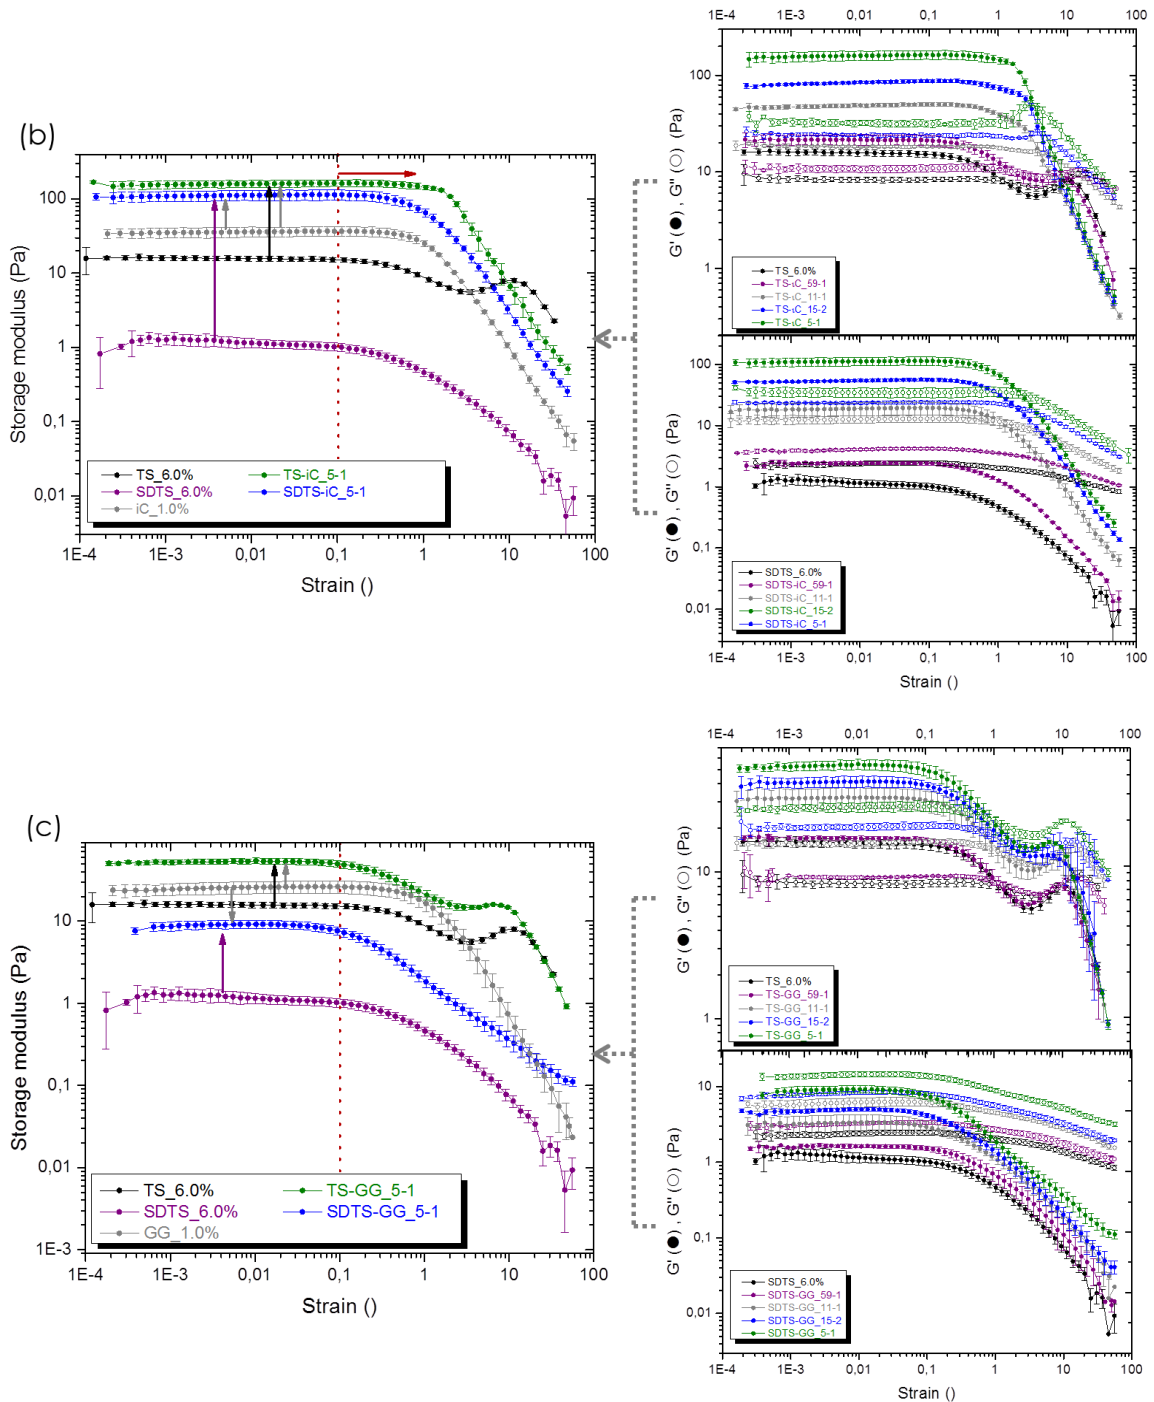 (b)
Storage modulus (Pa)
100
10
1
0,1
0,01
TS_6.0%
SDTS_6.0%
iC_1.0%
TS-iC_5-1
SDTS-iC_5-1
1E-4 1E-3 0,01 0,1 1 10 100
Strain ()
1E-4 1E-3 0,01 0,1 1 10 100
G' (●), G'' (○) (Pa)
100
10
1
TS_6.0%
TS-ιC_59-1
TS-ιC_11-1
TS-ιC_15-2
TS-ιC_5-1
G' (●), G'' (○) (Pa)
100
10
1
0,1
0,01
SDTS_6.0%
SDTS-iC_59-1
SDTS-iC_11-1
SDTS-iC_15-2
SDTS-iC_5-1
1E-4 1E-3 0,01 0,1 1 10 100
Strain ()
(c)
Storage modulus (Pa)
10
1
0,1
0,01
1E-3
TS_6.0%
SDTS_6.0%
GG_1.0%
TS-GG_5-1
SDTS-GG_5-1
1E-4 1E-3 0,01 0,1 1 10 100
Strain ()
1E-4 1E-3 0,01 0,1 1 10 100
G' (●), G'' (○) (Pa)
10
1
TS_6.0%
TS-GG_59-1
TS-GG_11-1
TS-GG_15-2
TS-GG_5-1
G' (●), G'' (○) (Pa)
10
1
0,1
0,01
SDTS_6.0%
SDTS-GG_59-1
SDTS-GG_11-1
SDTS-GG_15-2
SDTS-GG_5-1
1E-4 1E-3 0,01 0,1 1 10 100
Strain ()